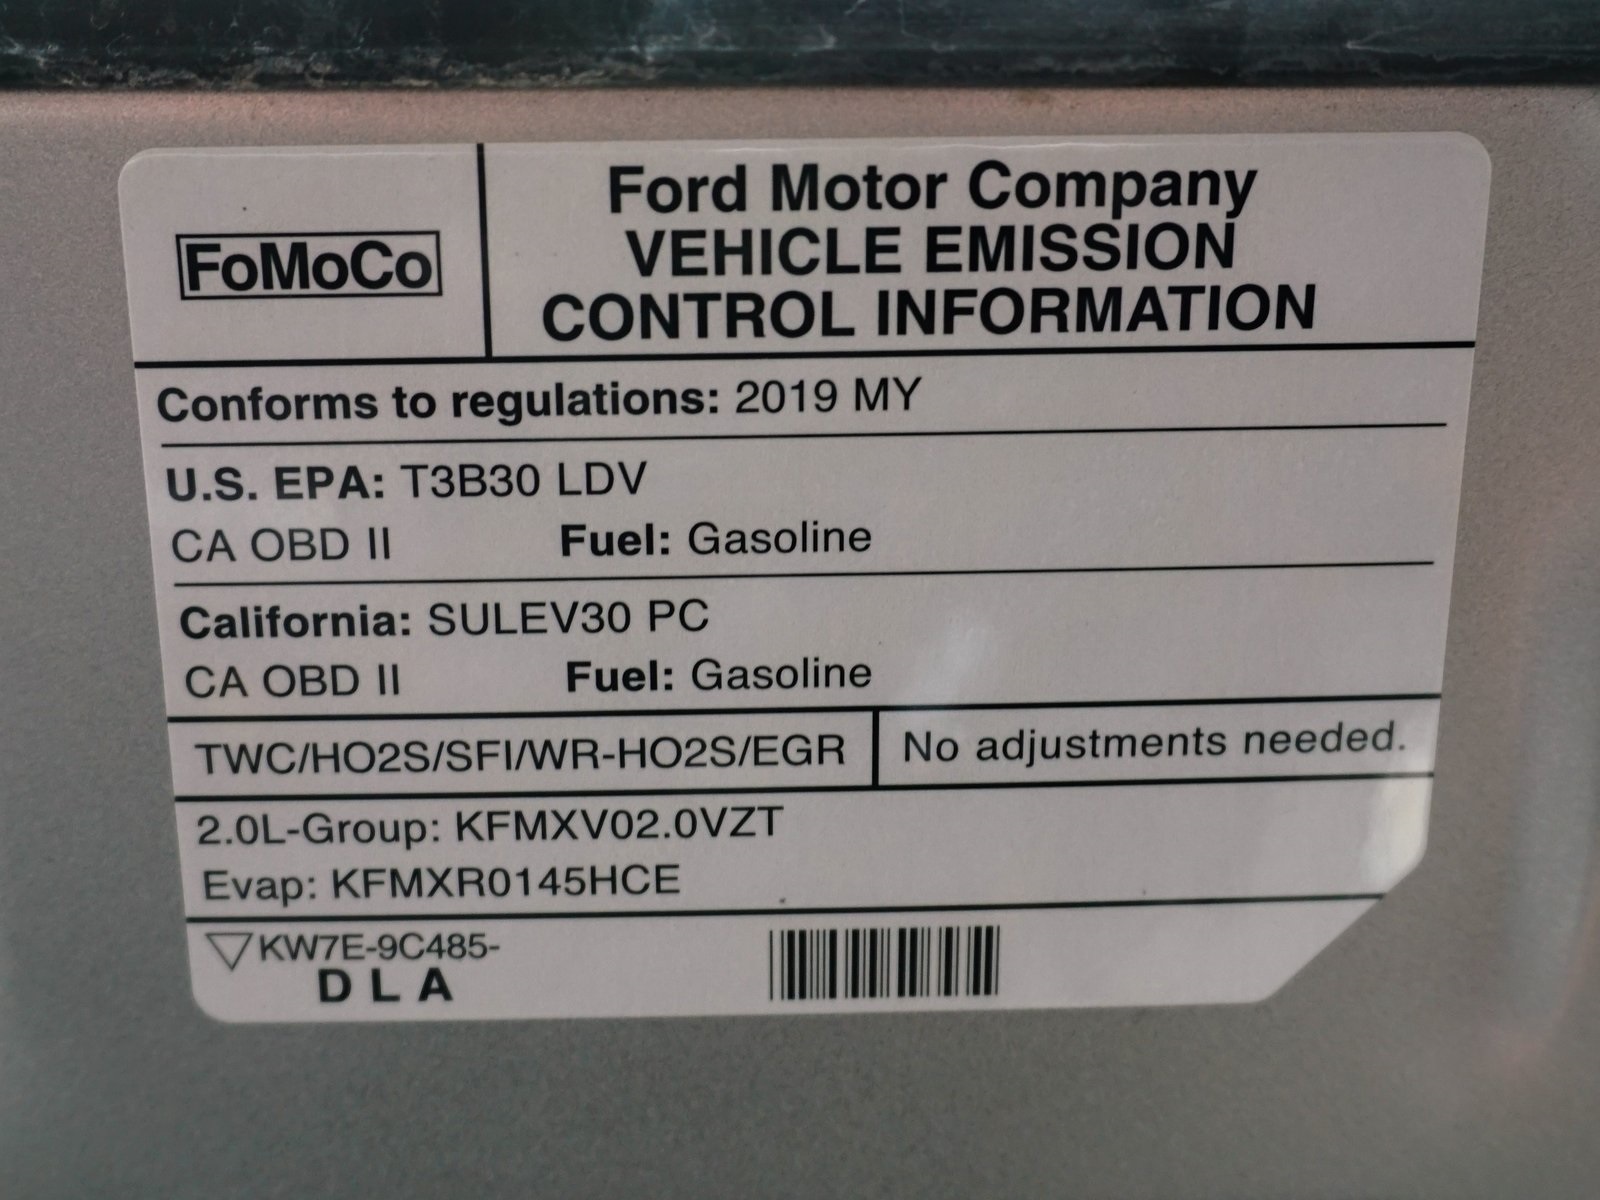 FoMoCo
Ford Motor Company
VEHICLE EMISSION
CONTROL INFORMATION
Conforms to regulations: 2019 MY
U.S. EPA: T3B30 LDV
CA OBD II Fuel: Gasoline
California: SULEV30 PC
CA OBD II Fuel: Gasoline
TWC/HO2S/SFI/WR-HO2S/EGR No adjustments needed.
2.0L-Group: KFMXV02.0VZT
Evap: KFMXR0145HCE
KW7E-9C485-
D L A